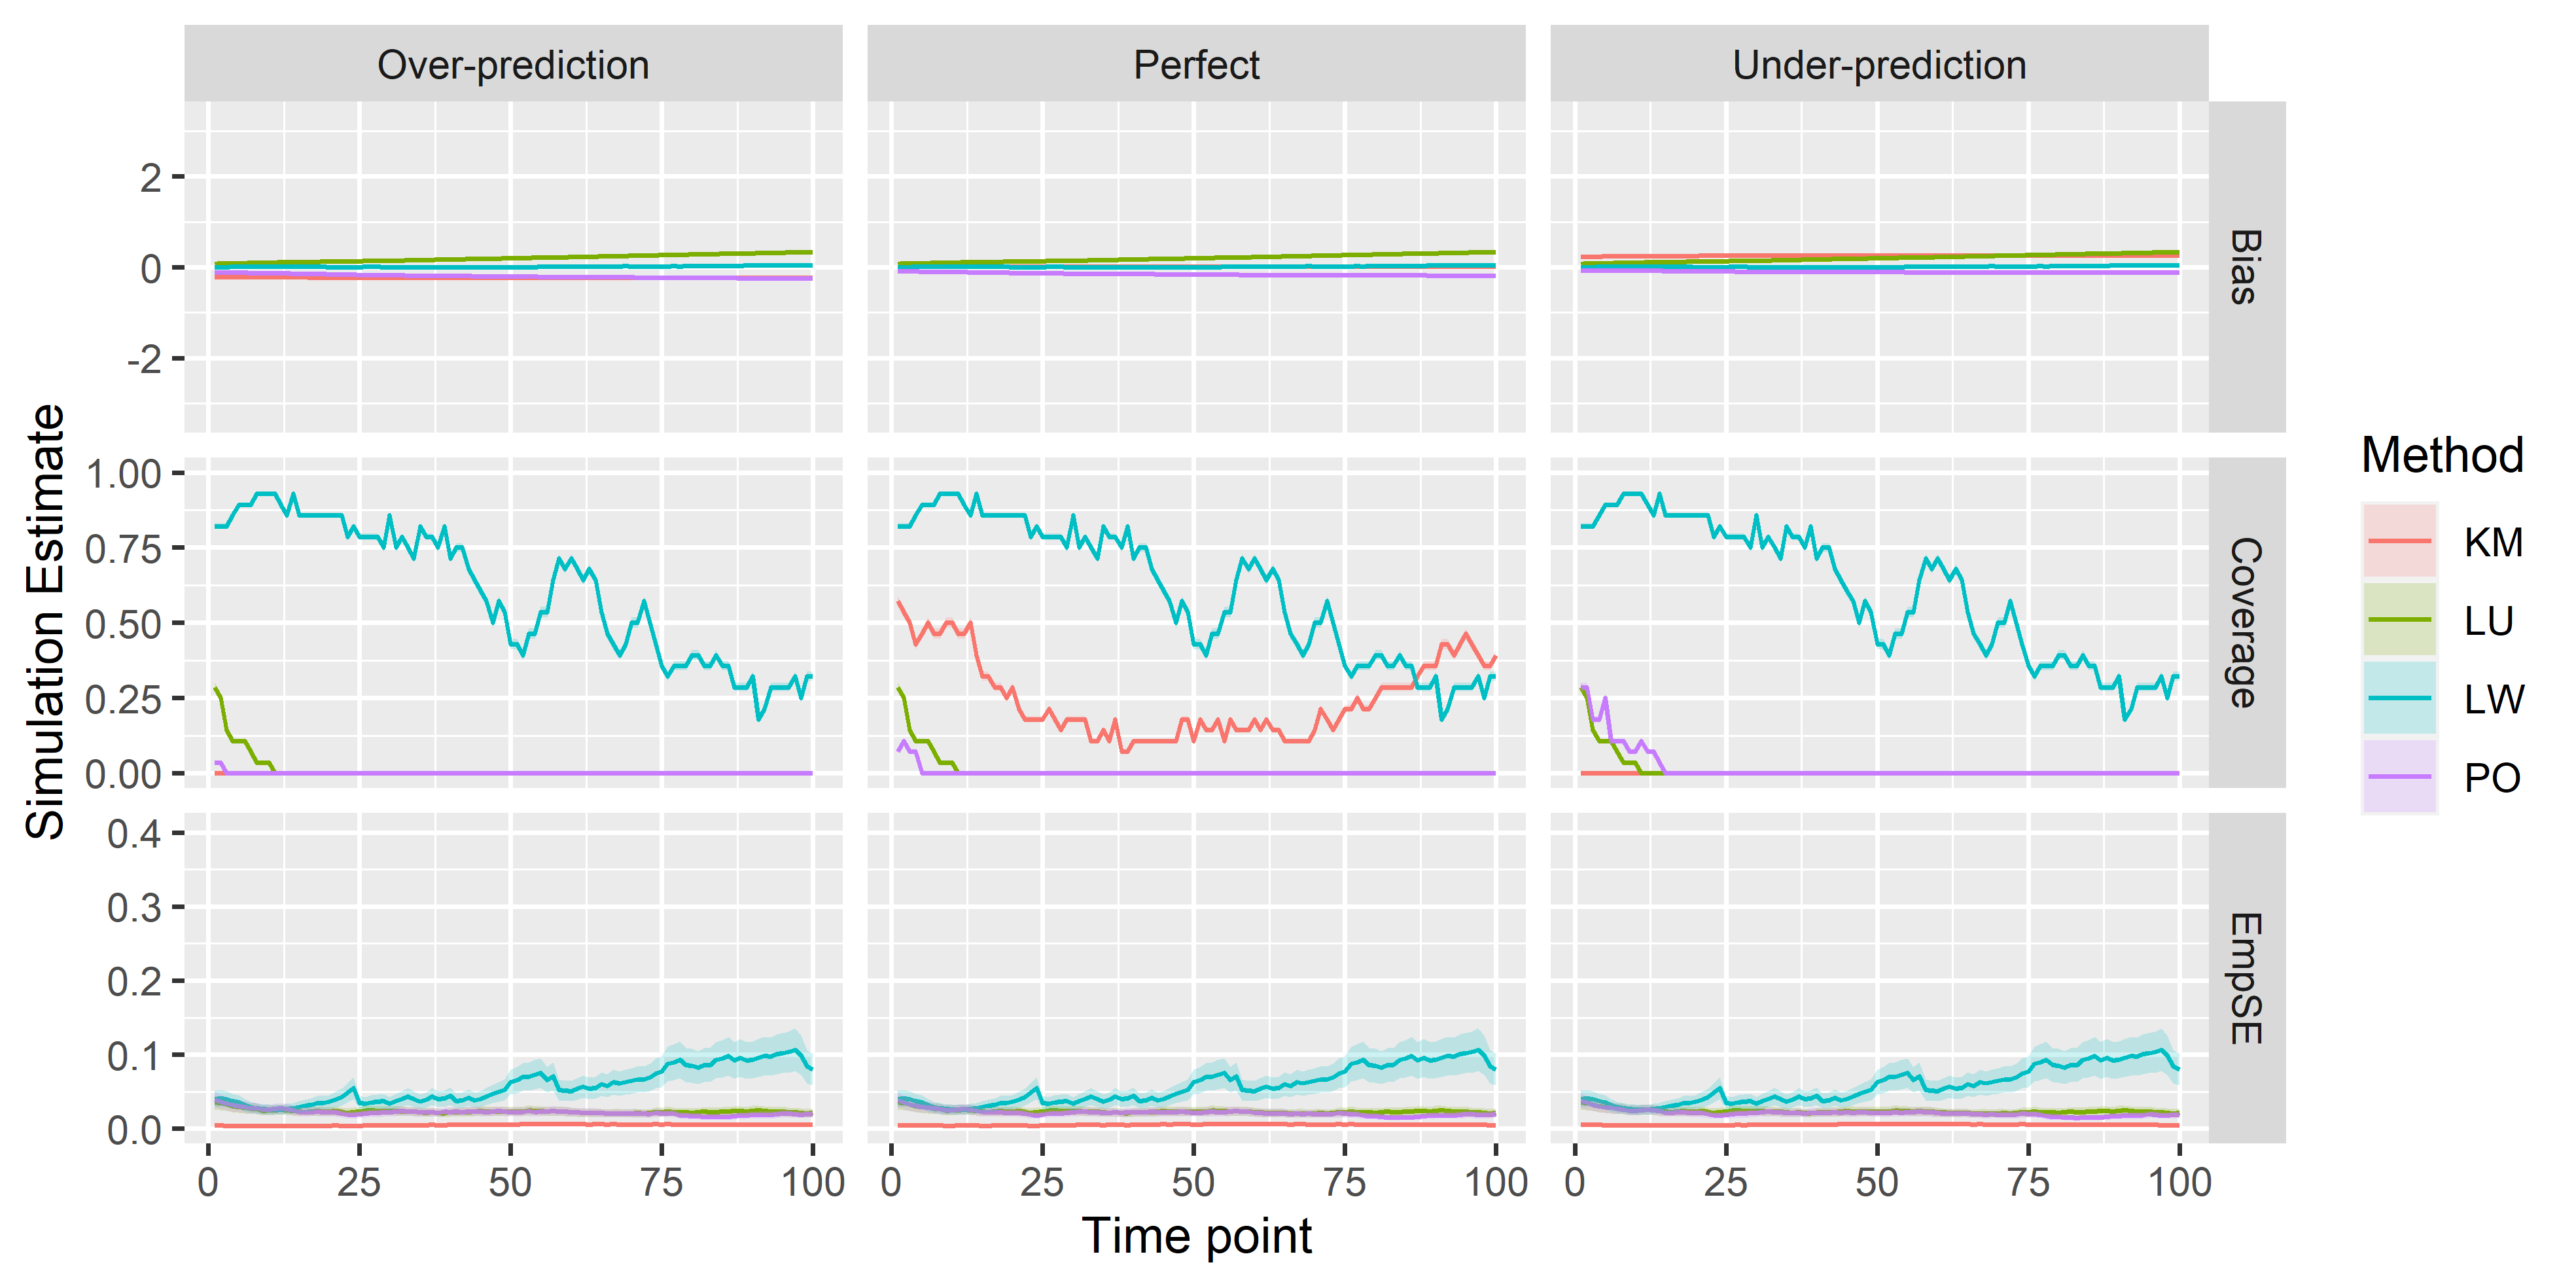 Over-prediction
Perfect
Under-prediction
2
0
-2
Bias
1.00
0.75
0.50
0.25
0.00
Coverage
0.4
0.3
0.2
0.1
0.0
EmpSE
0 25 50 75 100
0 25 50 75 100
0 25 50 75 100
Time point
Simulation Estimate
Method
KM
LU
LW
PO